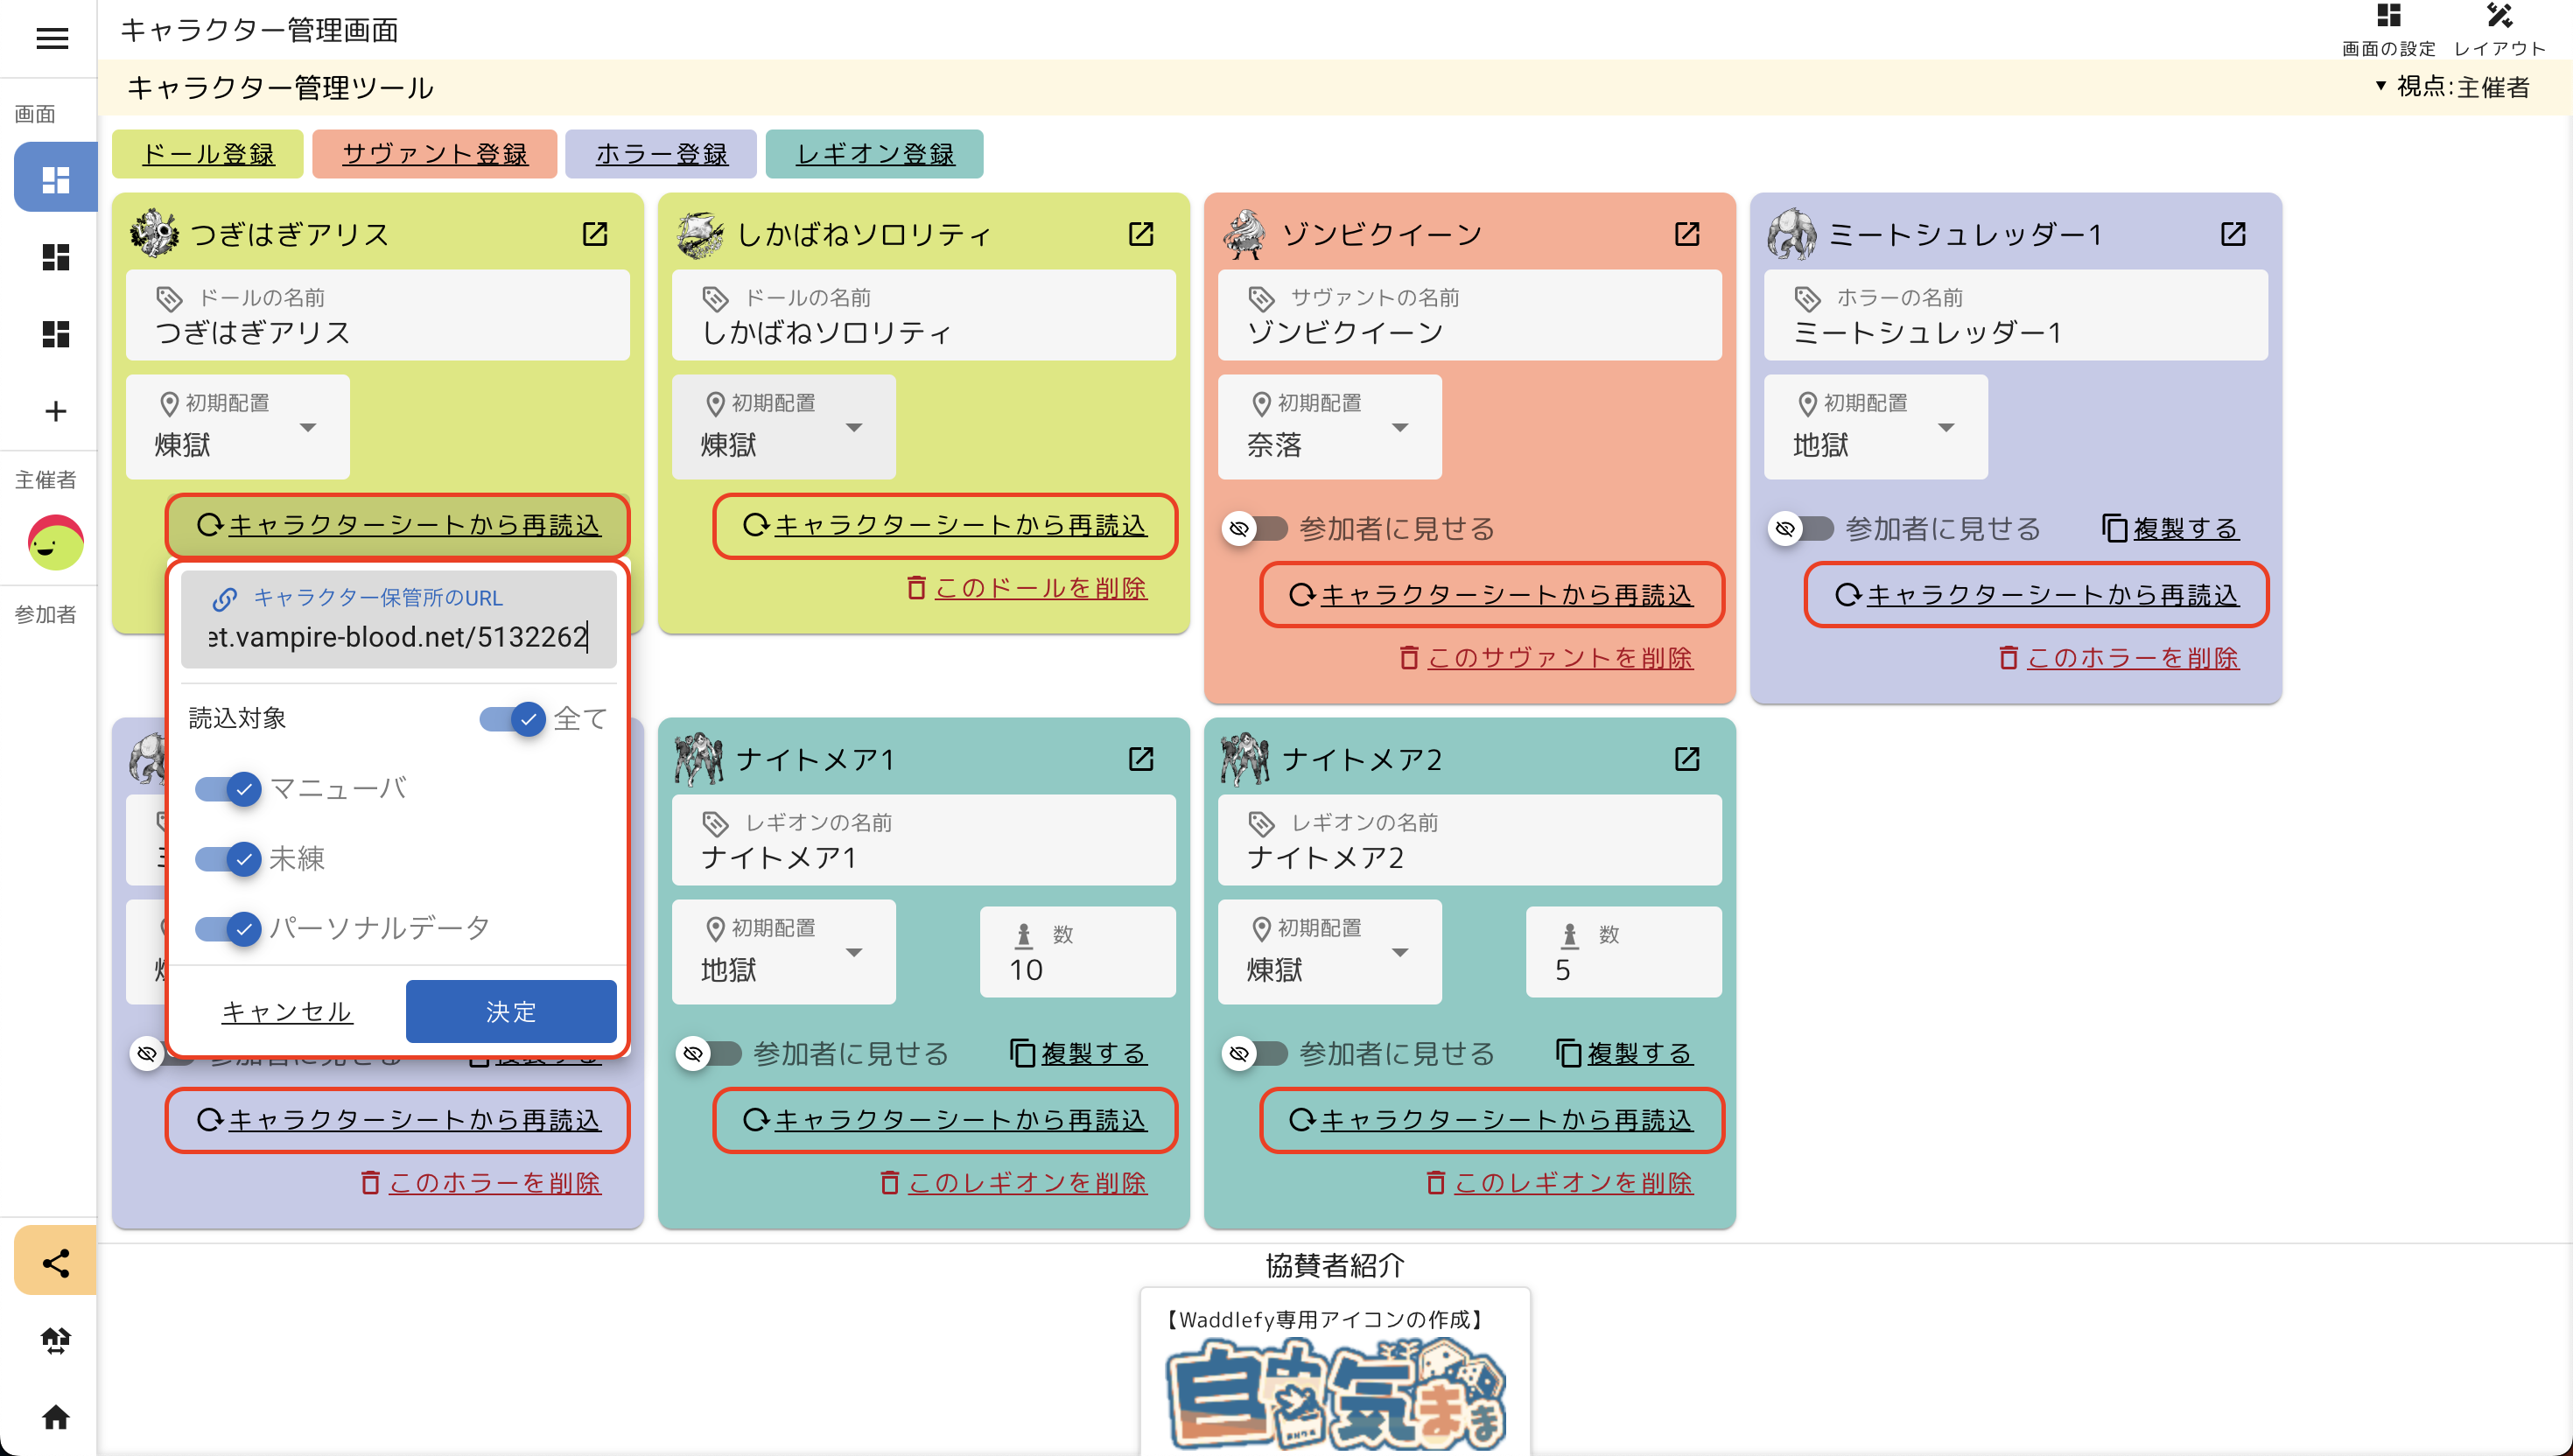 キャラクター管理画面
画面の設定
レイアウト
キャラクター管理ツール
▼ 視点:主催者
画面
主催者
参加者
ドール登録
サヴァント登録
ホラー登録
レギオン登録
つぎはぎアリス
ドールの名前
つぎはぎアリス
初期配置
煉獄
キャラクターシートから再読込
しかばねソロリティ
ドールの名前
しかばねソロリティ
初期配置
煉獄
キャラクターシートから再読込
このドールを削除
ゾンビクイーン
サヴァントの名前
ゾンビクイーン
初期配置
奈落
参加者に見せる
キャラクターシートから再読込
このサヴァントを削除
ミートシュレッダー1
ホラーの名前
ミートシュレッダー1
初期配置
地獄
参加者に見せる
複製する
キャラクターシートから再読込
このホラーを削除
キャラクター保管所のURL
et.vampire-blood.net/5132262
読込対象
全て
マニューバ
未練
パーソナルデータ
キャンセル
決定
参加者に見せる
複製する
キャラクターシートから再読込
このホラーを削除
ナイトメア1
レギオンの名前
ナイトメア1
初期配置
地獄
数
10
参加者に見せる
複製する
キャラクターシートから再読込
このレギオンを削除
ナイトメア2
レギオンの名前
ナイトメア2
初期配置
煉獄
数
5
参加者に見せる
複製する
キャラクターシートから再読込
このレギオンを削除
協賛者紹介
【Waddlefy専用アイコンの作成】
自由気まま